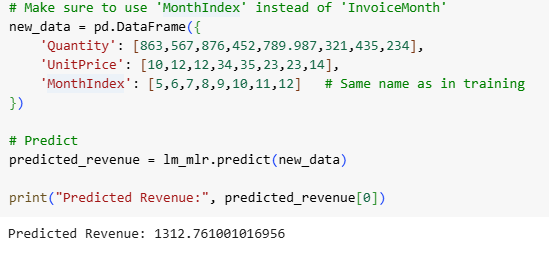 # Make sure to use 'MonthIndex' instead of 'InvoiceMonth'
new_data = pd.DataFrame({
    'Quantity': [863,567,876,452,789.987,321,435,234],
    'UnitPrice': [10,12,12,34,35,23,23,14],
    'MonthIndex': [5,6,7,8,9,10,11,12]   # Same name as in training
})

# Predict
predicted_revenue = lm_mlr.predict(new_data)

print("Predicted Revenue:", predicted_revenue[0])
Predicted Revenue: 1312.761001016956